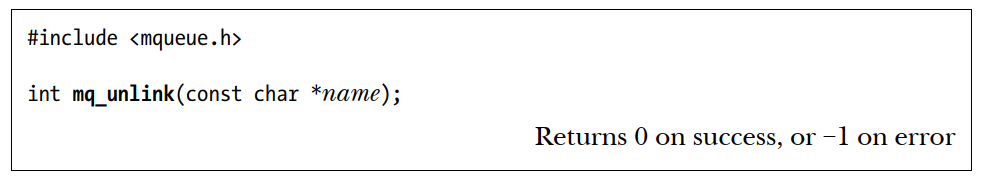 #include <mqueue.h>
int mq_unlink(const char *name);
Returns 0 on success, or –1 on error